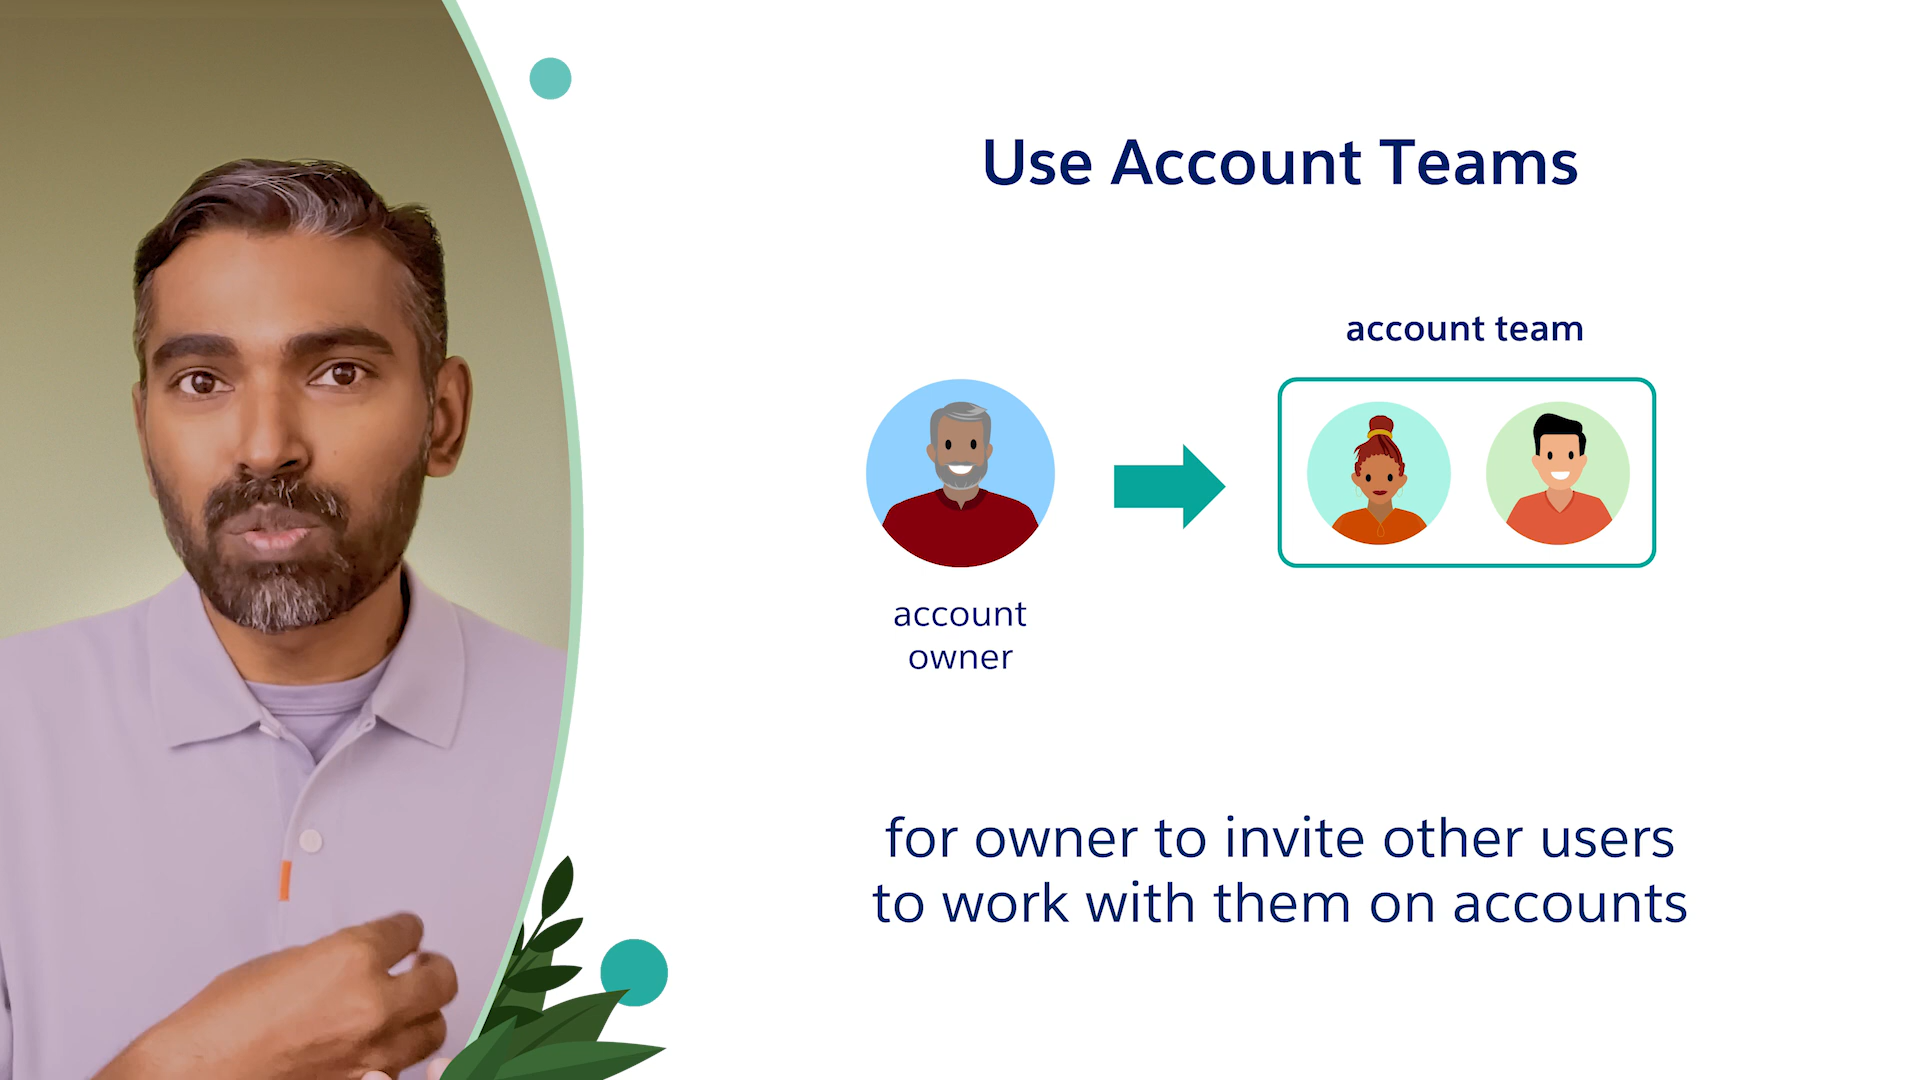 Use Account Teams
account team
account
owner
for owner to invite other users
to work with them on accounts